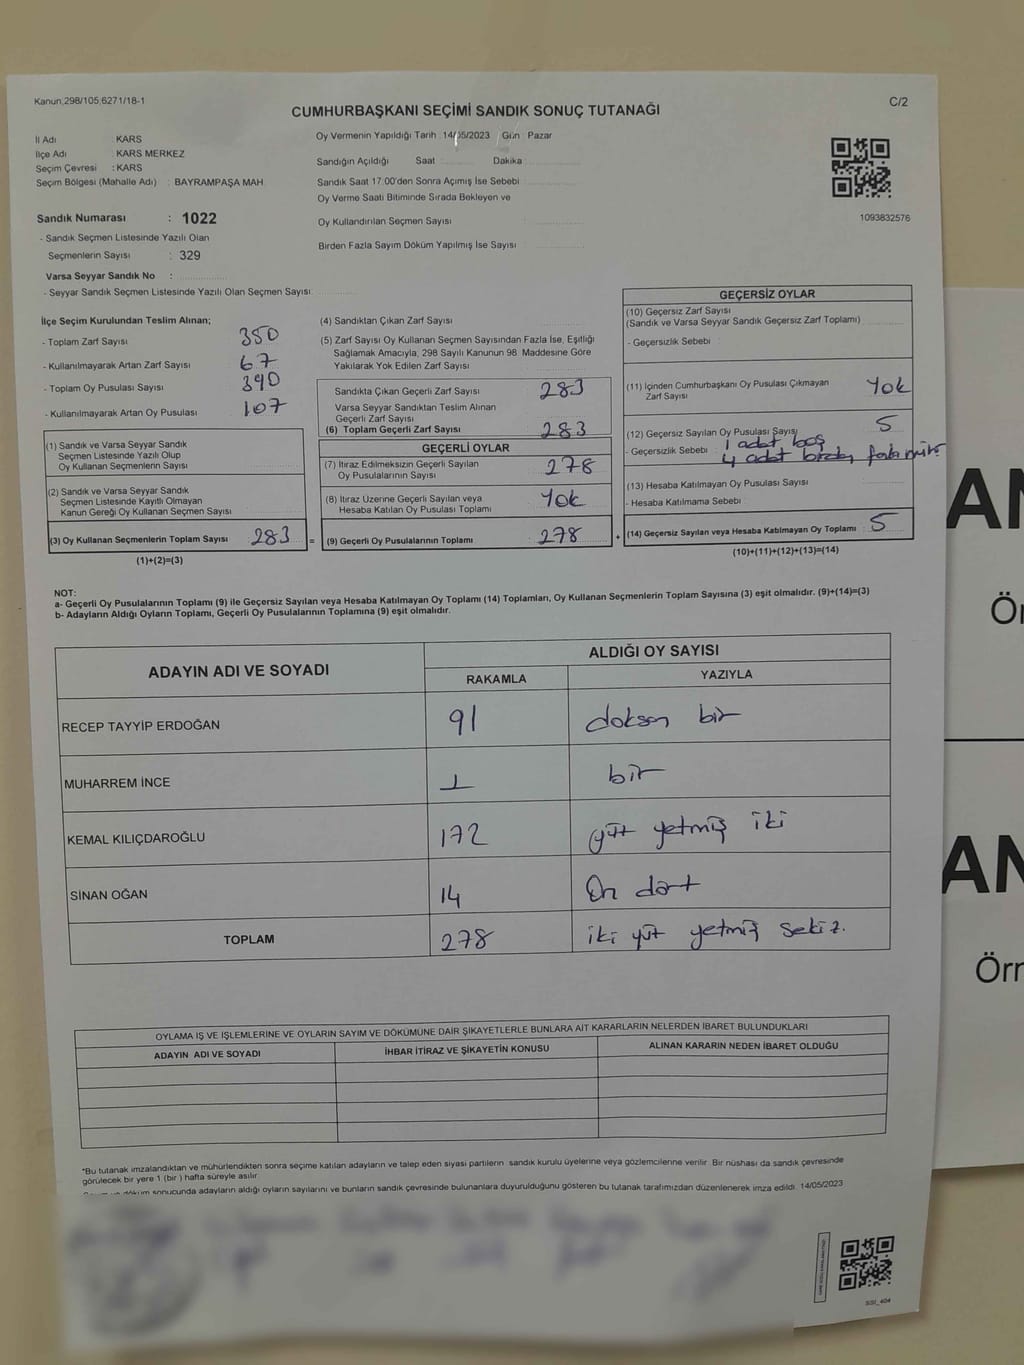 Kanun;298/105,6271/18-1
C/2
CUMHURBAŞKANI SEÇİMİ SANDIK SONUÇ TUTANAĞI
İl Adı : KARS
İlçe Adı : KARS MERKEZ
Seçim Çevresi : KARS
Seçim Bölgesi (Mahalle Adı) : BAYRAMPAŞA MAH.
Sandık Numarası : 1022
- Sandık Seçmen Listesinde Yazılı Olan
Seçmenlerin Sayısı : 329
Varsa Seyyar Sandık No :
- Seyyar Sandık Seçmen Listesinde Yazılı Olan Seçmen Sayısı:
Oy Vermenin Yapıldığı Tarih 14/05/2023 Gün : Pazar
Sandığın Açıldığı Saat Dakika
Sandık Saat 17:00'den Sonra Açımış İse Sebebi
Oy Verme Saati Bitiminde Sırada Bekleyen ve
Oy Kullandırılan Seçmen Sayısı
Birden Fazla Sayım Döküm Yapılmış İse Sayısı
1093832576
İlçe Seçim Kurulundan Teslim Alınan;
- Toplam Zarf Sayısı 350
- Kullanılmayarak Artan Zarf Sayısı 67
- Toplam Oy Pusulası Sayısı 390
- Kullanılmayarak Artan Oy Pusulası 107
(1) Sandık ve Varsa Seyyar Sandık
Seçmen Listesinde Yazılı Olup
Oy Kullanan Seçmenlerin Sayısı
(2) Sandık ve Varsa Seyyar Sandık
Seçmen Listesinde Kayıtlı Olmayan
Kanun Gereği Oy Kullanan Seçmen Sayısı
(3) Oy Kullanan Seçmenlerin Toplam Sayısı 283 =
(1)+(2)=(3)
(4) Sandıktan Çıkan Zarf Sayısı
(5) Zarf Sayısı Oy Kullanan Seçmen Sayısından Fazla İse, Eşitliği
Sağlamak Amacıyla, 298 Sayılı Kanunun 98. Maddesine Göre
Yakılarak Yok Edilen Zarf Sayısı
Sandıkta Çıkan Geçerli Zarf Sayısı 283
Varsa Seyyar Sandıktan Teslim Alınan
Geçerli Zarf Sayısı
(6) Toplam Geçerli Zarf Sayısı 283
GEÇERLİ OYLAR
(7) İtiraz Edilmeksizin Geçerli Sayılan
Oy Pusulasının Sayısı 278
(8) İtiraz Üzerine Geçerli Sayılan veya
Hesaba Katılan Oy Pusulası Toplamı Yok
(9) Geçerli Oy Pusulalarının Toplamı 278 +
GEÇERSİZ OYLAR
(10) Geçersiz Zarf Sayısı
(Sandık ve Varsa Seyyar Sandık Geçersiz Zarf Toplamı)
- Geçersizlik Sebebi :
(11) İçinden Cumhurbaşkanı Oy Pusulası Çıkmayan
Zarf Sayısı Yok
(12) Geçersiz Sayılan Oy Pusulası Sayısı 5
1 adet boş
- Geçersizlik Sebebi : 4 adet birden fazla mühür
(13) Hesaba Katılmayan Oy Pusulası Sayısı
- Hesaba Katılmama Sebebi :
(14) Geçersiz Sayılan veya Hesaba Katılmayan Oy Toplamı : 5
(10)+(11)+(12)+(13)=(14)
NOT:
a- Geçerli Oy Pusulalarının Toplamı (9) ile Geçersiz Sayılan veya Hesaba Katılmayan Oy Toplamı (14) Toplamları, Oy Kullanan Seçmenlerin Toplam Sayısına (3) eşit olmalıdır. (9)+(14)=(3)
b- Adayların Aldığı Oyların Toplamı, Geçerli Oy Pusulalarının Toplamına (9) eşit olmalıdır.
ADAYIN ADI VE SOYADI
ALDIĞI OY SAYISI
RAKAMLA YAZIYLA
RECEP TAYYİP ERDOĞAN 91 doksan bir
MUHARREM İNCE 1 bir
KEMAL KILIÇDAROĞLU 172 yüz yetmiş iki
SİNAN OĞAN 14 On dört
TOPLAM 278 iki yüz yetmiş sekiz.
OYLAMA İŞ VE İŞLEMLERİNE VE OYLARIN SAYIM VE DÖKÜMÜNE DAİR ŞİKAYETLERLE BUNLARA AİT KARARLARIN NELERDEN İBARET BULUNDUKLARI
ADAYIN ADI VE SOYADI İHBAR İTİRAZ VE ŞİKAYETİN KONUSU ALINAN KARARIN NEDEN İBARET OLDUĞU
*Bu tutanak imzalandıktan ve mühürlendikten sonra seçime katılan adayların ve talep eden siyasi partilerin sandık kurulu üyelerine veya gözlemcilerine verilir. Bir nüshası da sandık çevresinde
görülecek bir yere 1 (bir ) hafta süreyle asılır.
döküm sonucunda adayların aldığı oyların sayılarını ve bunların sandık çevresinde bulunanlara duyurulduğunu gösteren bu tutanak tarafımızdan düzenlenerek imza edildi. 14/05/2023
SSI_404
AN
Ör
AN
Örr